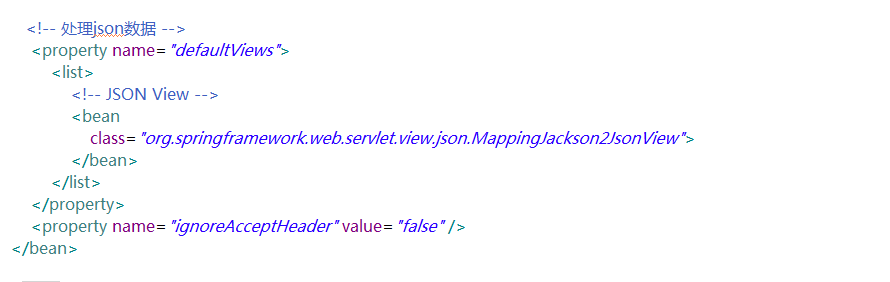 <!-- 处理json数据 -->
<property name="defaultViews">
<list>
<!-- JSON View -->
<bean
class="org.springframework.web.servlet.view.json.MappingJackson2JsonView">
</bean>
</list>
</property>
<property name="ignoreAcceptHeader" value="false" />
</bean>